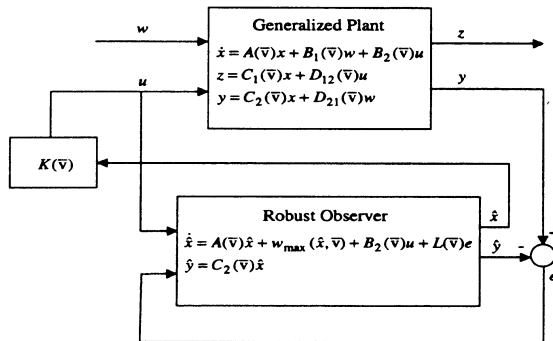 w
Generalized Plant
ẋ = A(v̄)x + B₁(v̄)w + B₂(v̄)u
z = C₁(v̄)x + D₁₂(v̄)u
y = C₂(v̄)x + D₂₁(v̄)w
z
y
u
K(v̄)
Robust Observer
x̂̇ = A(v̄)x̂ + w_max (x̂, v̄) + B₂(v̄)u + L(v̄)e
ŷ = C₂(v̄)x̂
x̂
ŷ
-
-
e